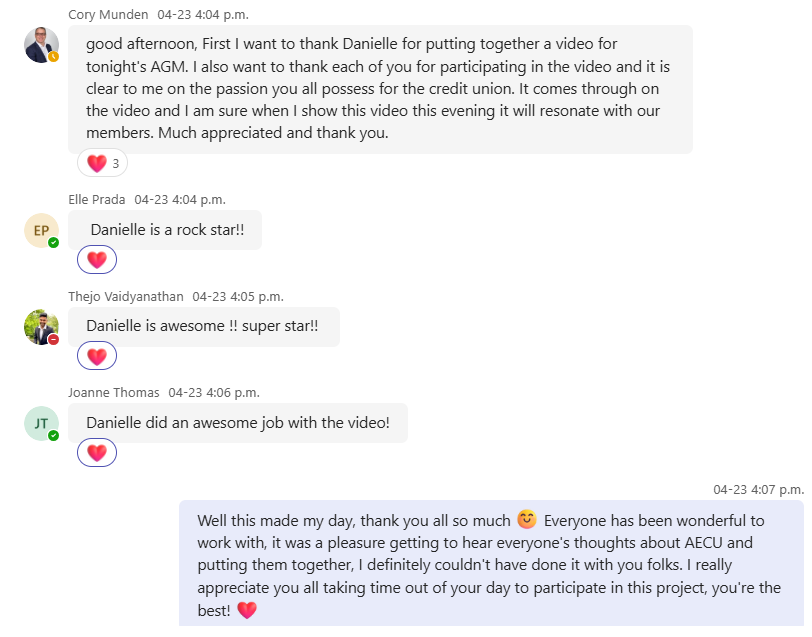 Cory Munden 04-23 4:04 p.m.
good afternoon, First I want to thank Danielle for putting together a video for
tonight's AGM. I also want to thank each of you for participating in the video and it is
clear to me on the passion you all possess for the credit union. It comes through on
the video and I am sure when I show this video this evening it will resonate with our
members. Much appreciated and thank you.
3
Elle Prada 04-23 4:04 p.m.
EP
Danielle is a rock star!!
Thejo Vaidyanathan 04-23 4:05 p.m.
Danielle is awesome !! super star!!
Joanne Thomas 04-23 4:06 p.m.
JT
Danielle did an awesome job with the video!
04-23 4:07 p.m.
Well this made my day, thank you all so much 😊 Everyone has been wonderful to
work with, it was a pleasure getting to hear everyone's thoughts about AECU and
putting them together, I definitely couldn't have done it with you folks. I really
appreciate you all taking time out of your day to participate in this project, you're the
best! ❤️